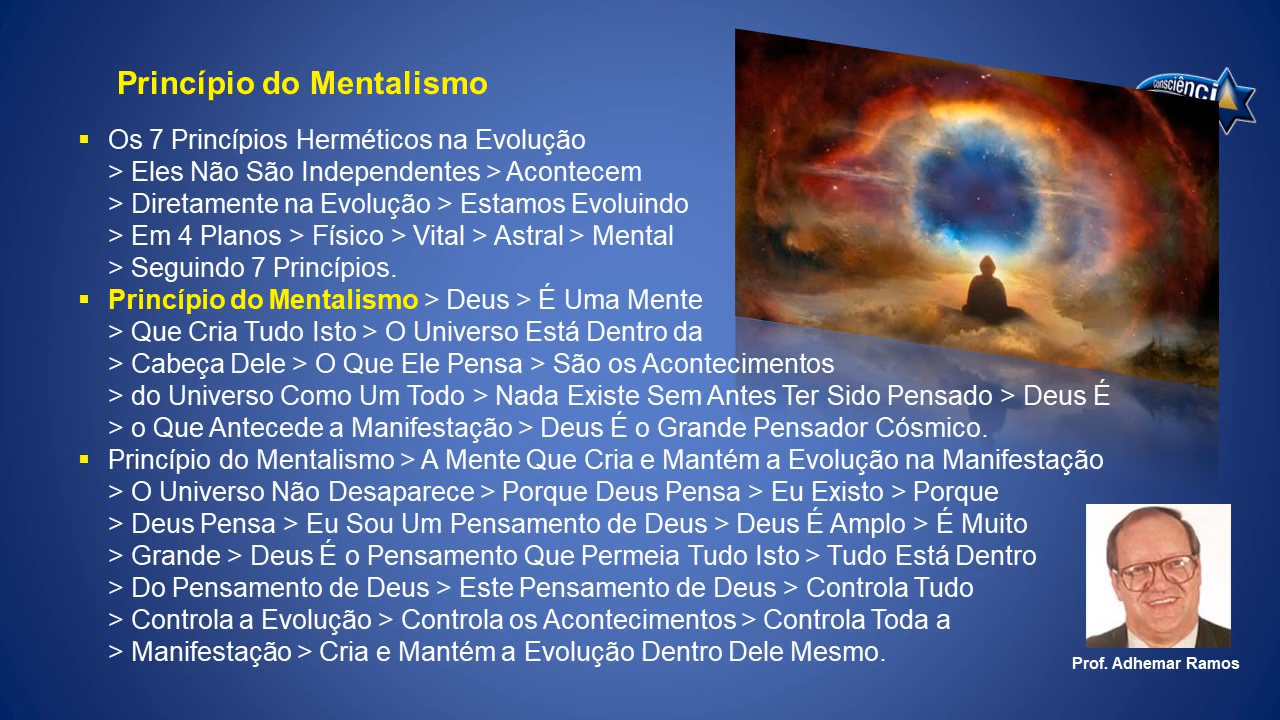 Princípio do Mentalismo
Consciênci
Os 7 Princípios Herméticos na Evolução
> Eles Não São Independentes > Acontecem
> Diretamente na Evolução > Estamos Evoluindo
> Em 4 Planos > Físico > Vital > Astral > Mental
> Seguindo 7 Princípios.
Princípio do Mentalismo > Deus > É Uma Mente
> Que Cria Tudo Isto > O Universo Está Dentro da
> Cabeça Dele > O Que Ele Pensa > São os Acontecimentos
> do Universo Como Um Todo > Nada Existe Sem Antes Ter Sido Pensado > Deus É
> o Que Antecede a Manifestação > Deus É o Grande Pensador Cósmico.
Princípio do Mentalismo > A Mente Que Cria e Mantém a Evolução na Manifestação
> O Universo Não Desaparece > Porque Deus Pensa > Eu Existo > Porque
> Deus Pensa > Eu Sou Um Pensamento de Deus > Deus É Amplo > É Muito
> Grande > Deus É o Pensamento Que Permeia Tudo Isto > Tudo Está Dentro
> Do Pensamento de Deus > Este Pensamento de Deus > Controla Tudo
> Controla a Evolução > Controla os Acontecimentos > Controla Toda a
> Manifestação > Cria e Mantém a Evolução Dentro Dele Mesmo.
Prof. Adhemar Ramos